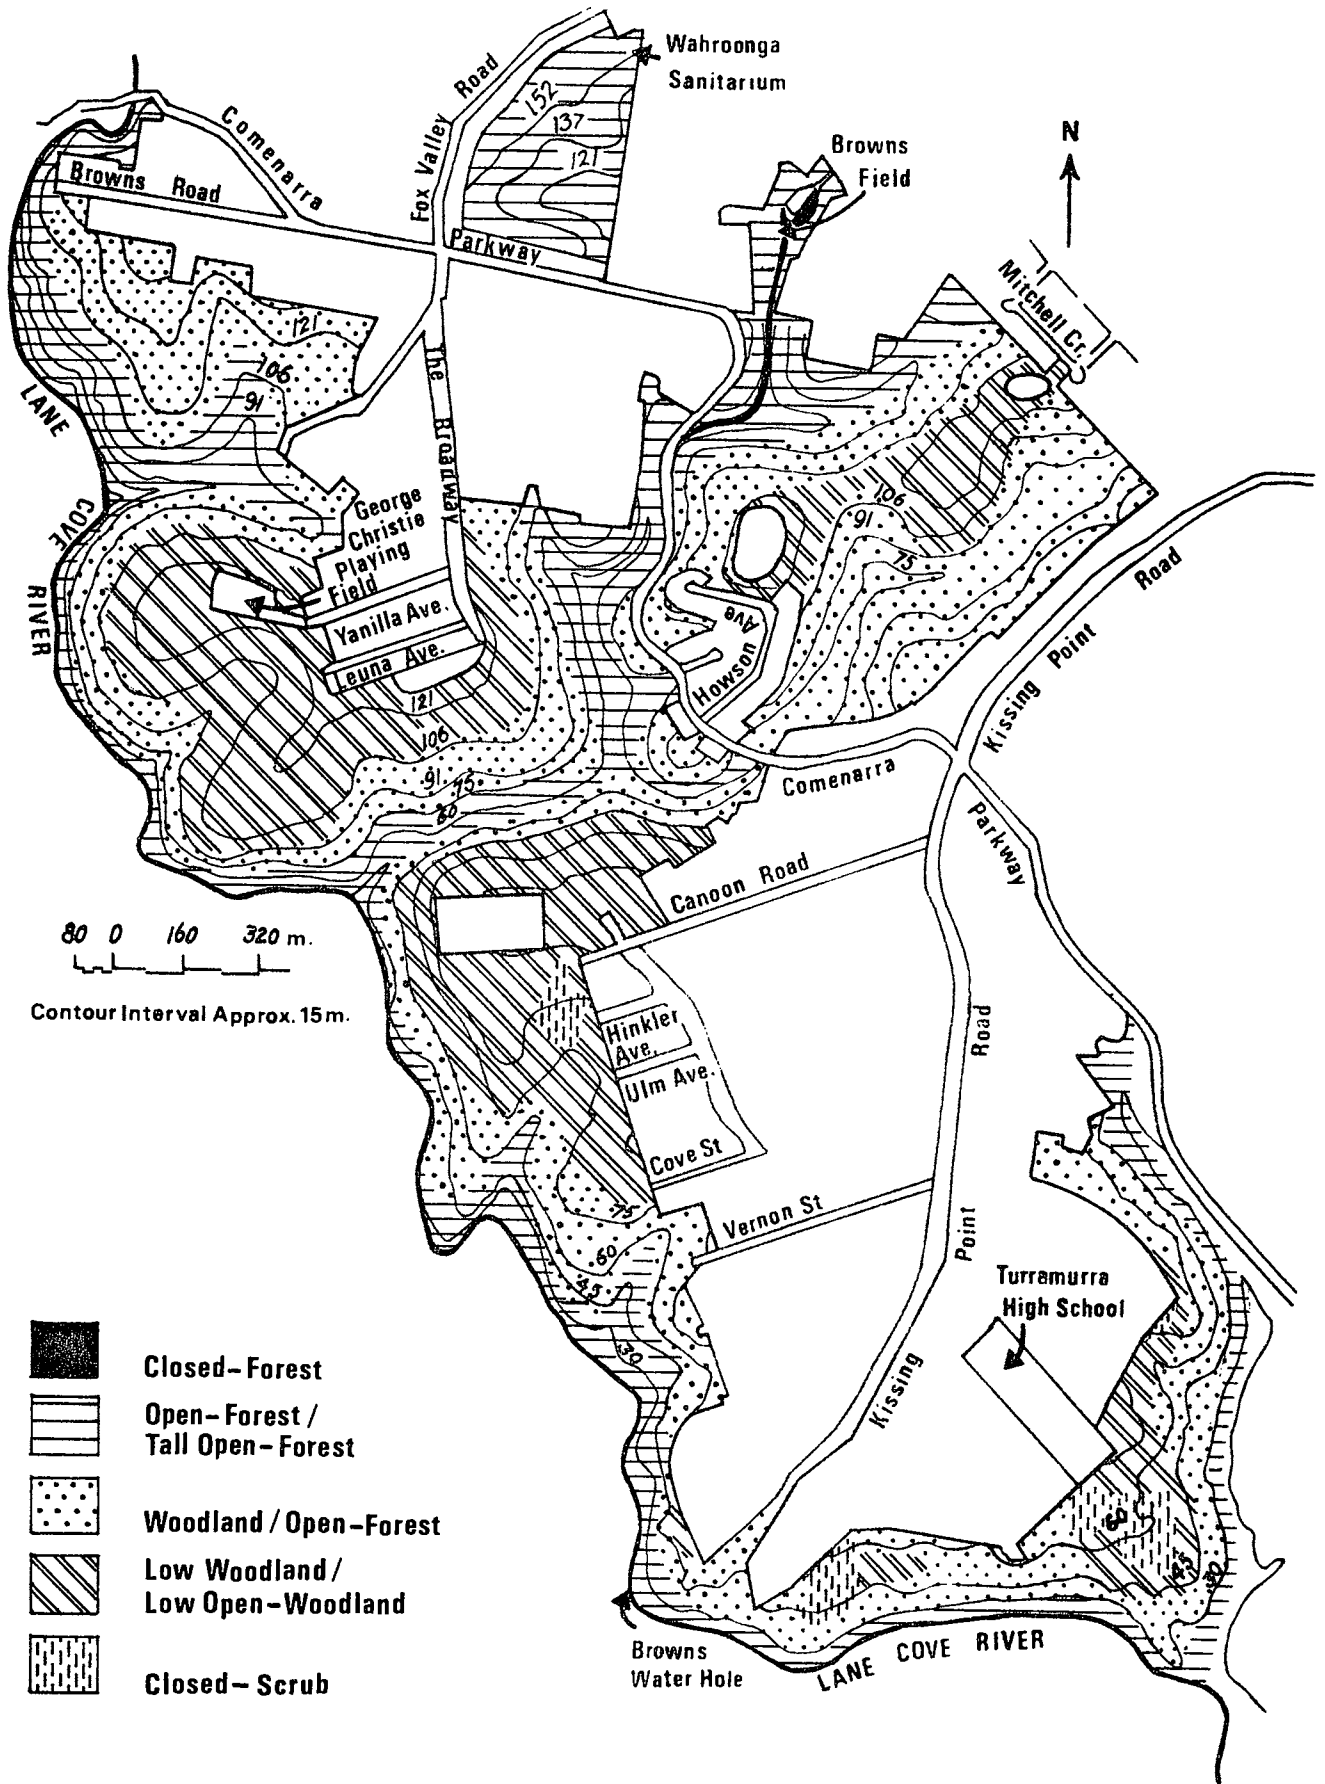 Wahroonga
Sanitarium
Fox Valley Road
152
137
121
Comenarra
Browns Road
Parkway
Browns
Field
N
Mitchell Cr.
121
106
91
LANE
COVE
RIVER
The Broadway
George
Christie
Playing
Field
Yanilla Ave.
Leuna Ave.
121
106
91
75
60
106
91
75
Howson
Ave
Kissing Point Road
Comenarra
Parkway
Canoon Road
80 0 160 320 m.
Contour Interval Approx. 15m.
Hinkler
Ave.
Ulm Ave.
Cove St
Vernon St
75
60
45
30
Kissing Point Road
Turramurra
High School
60
45
30
Closed-Forest
Open-Forest /
Tall Open-Forest
Woodland / Open-Forest
Low Woodland /
Low Open-Woodland
Closed-Scrub
Browns
Water Hole
LANE COVE RIVER